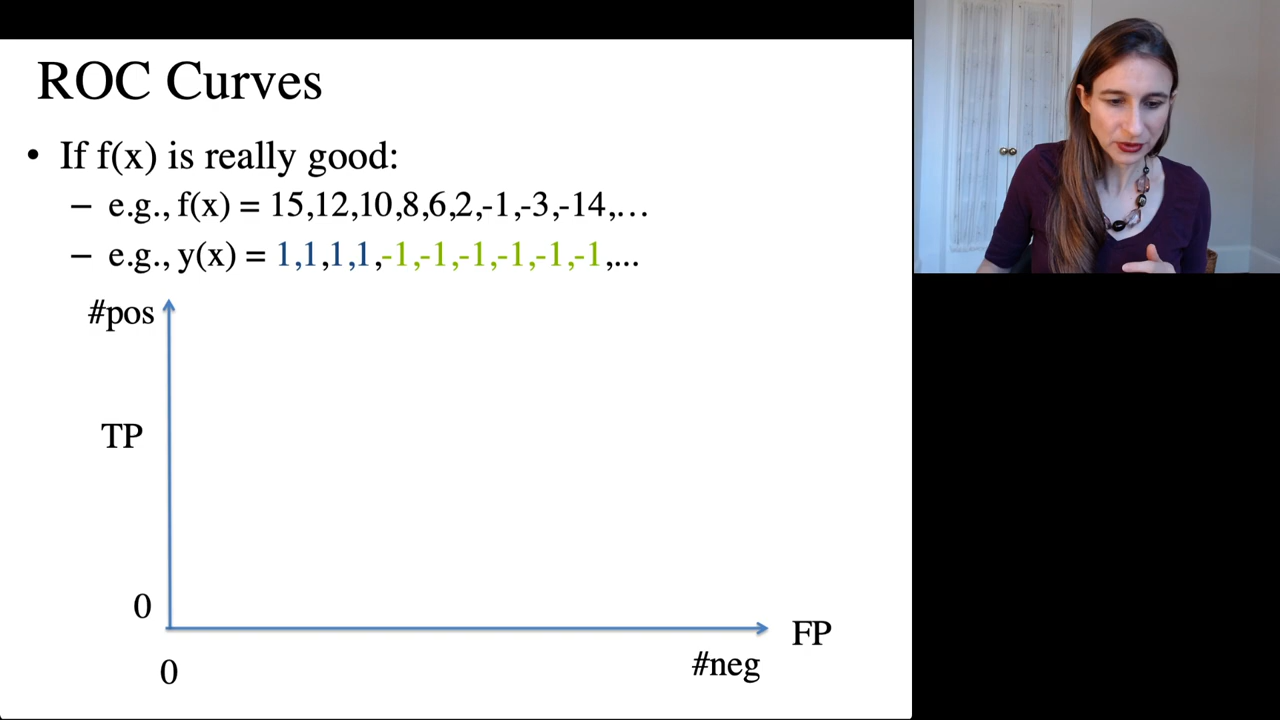 ROC Curves
• If f(x) is really good:
– e.g., f(x) = 15,12,10,8,6,2,-1,-3,-14,…
– e.g., y(x) = 1,1,1,1,-1,-1,-1,-1,-1,-1,...
#pos
TP
0
FP
#neg
0